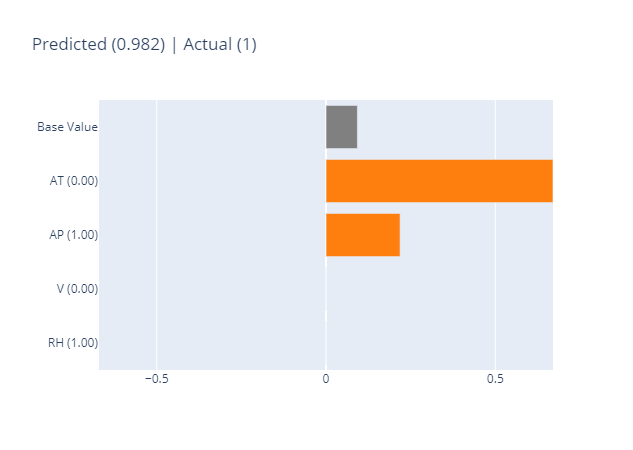 Predicted (0.982) | Actual (1)
Base Value
AT (0.00)
AP (1.00)
V (0.00)
RH (1.00)
−0.5 0 0.5